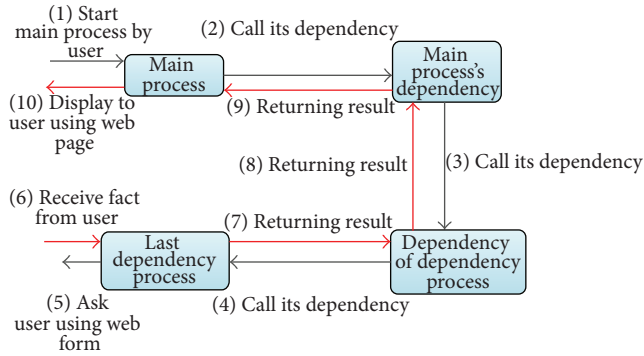 (1) Start
main process by
user
(2) Call its dependency
Main
process
Main
process's
dependency
(10) Display to
user using web
page
(9) Returning result
(8) Returning result
(3) Call its dependency
(6) Receive fact
from user
(7) Returning result
Last
dependency
process
Dependency
of dependency
process
(5) Ask
user using web
form
(4) Call its dependency